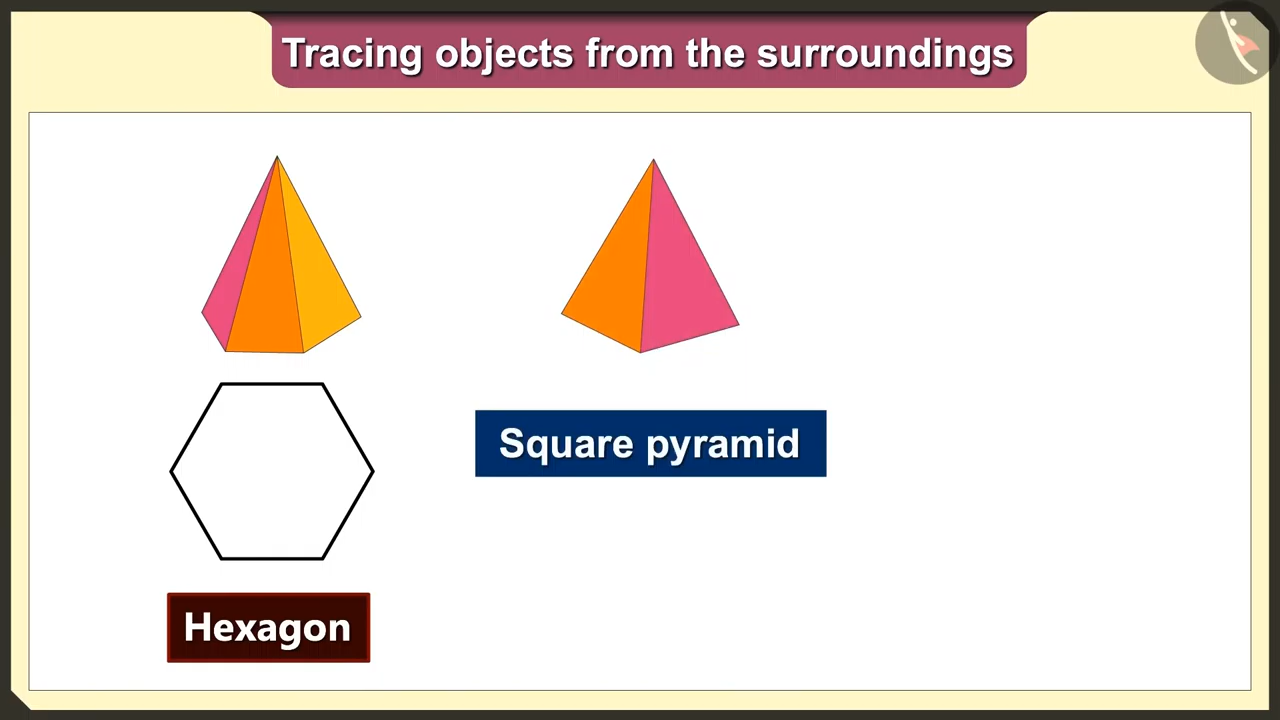 Tracing objects from the surroundings
Square pyramid
Hexagon